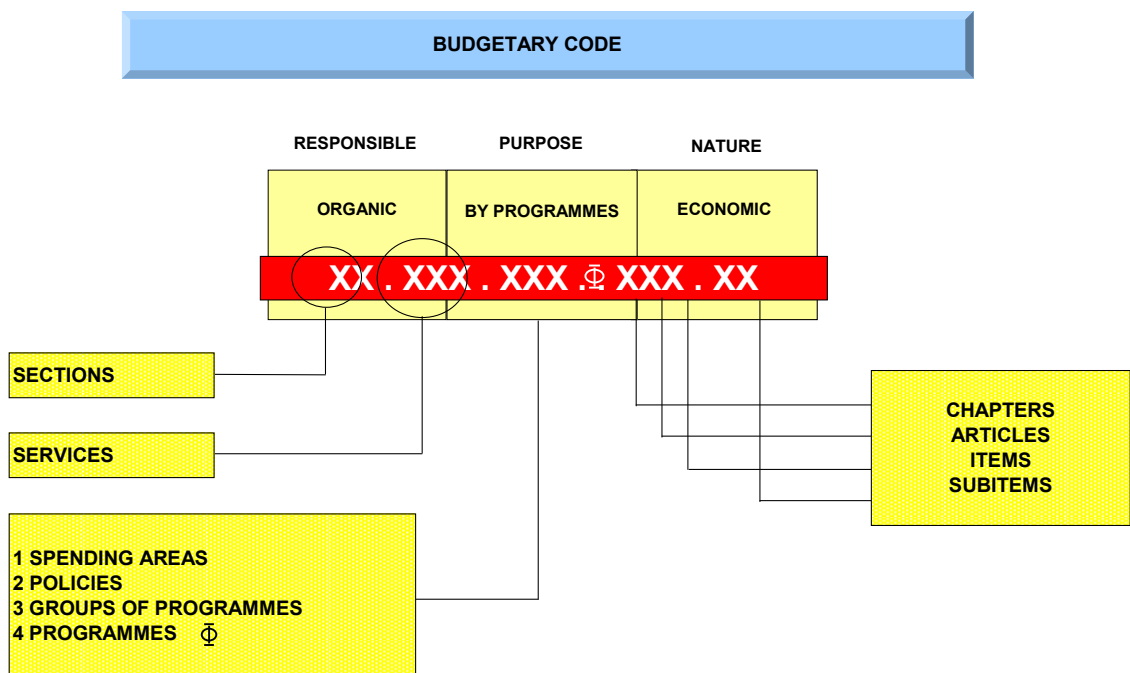 BUDGETARY CODE
RESPONSIBLE PURPOSE NATURE
ORGANIC BY PROGRAMMES ECONOMIC
XX . XXX . XXX . Φ . XXX . XX
SECTIONS
SERVICES
1 SPENDING AREAS
2 POLICIES
3 GROUPS OF PROGRAMMES
4 PROGRAMMES Φ
CHAPTERS
ARTICLES
ITEMS
SUBITEMS